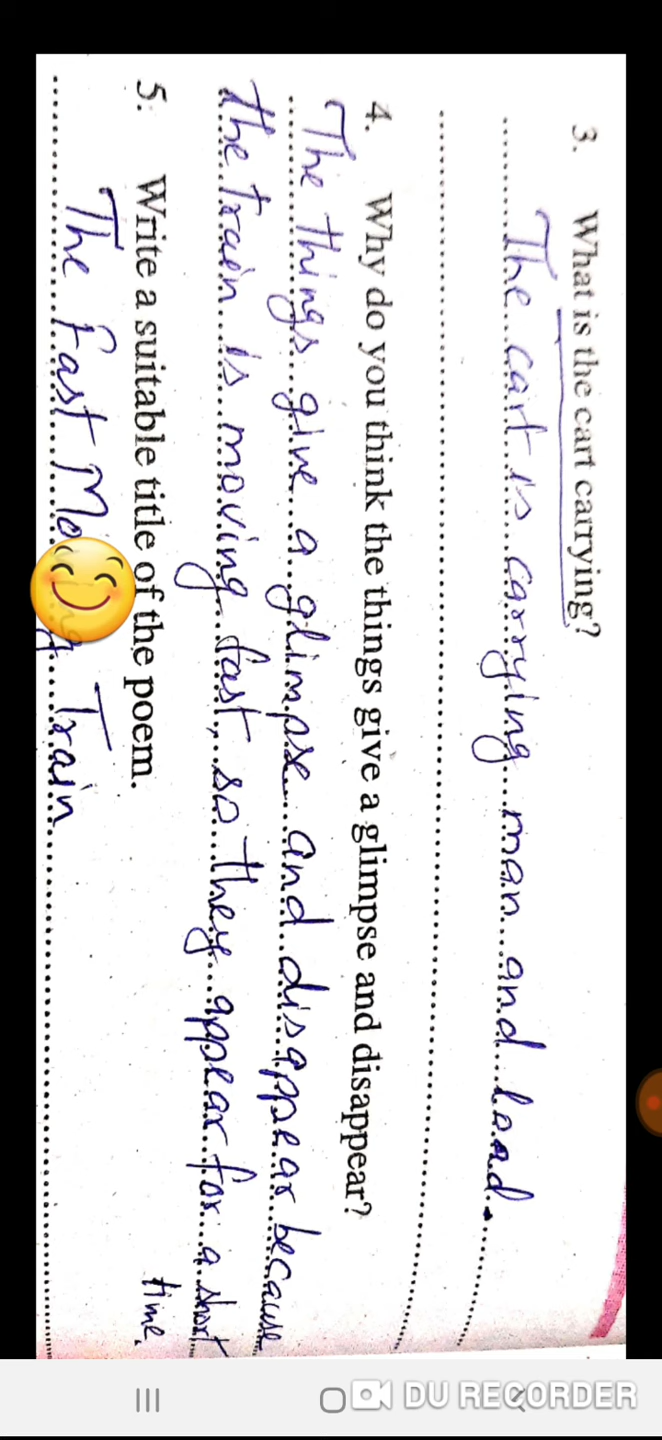 3. What is the cart carrying?
The cart is carrying man and load.
4. Why do you think the things give a glimpse and disappear?
The things give a glimpse and disappear because
the train is moving fast, so they appear for a short
time.
5. Write a suitable title of the poem.
The Fast Train
DU RECORDER